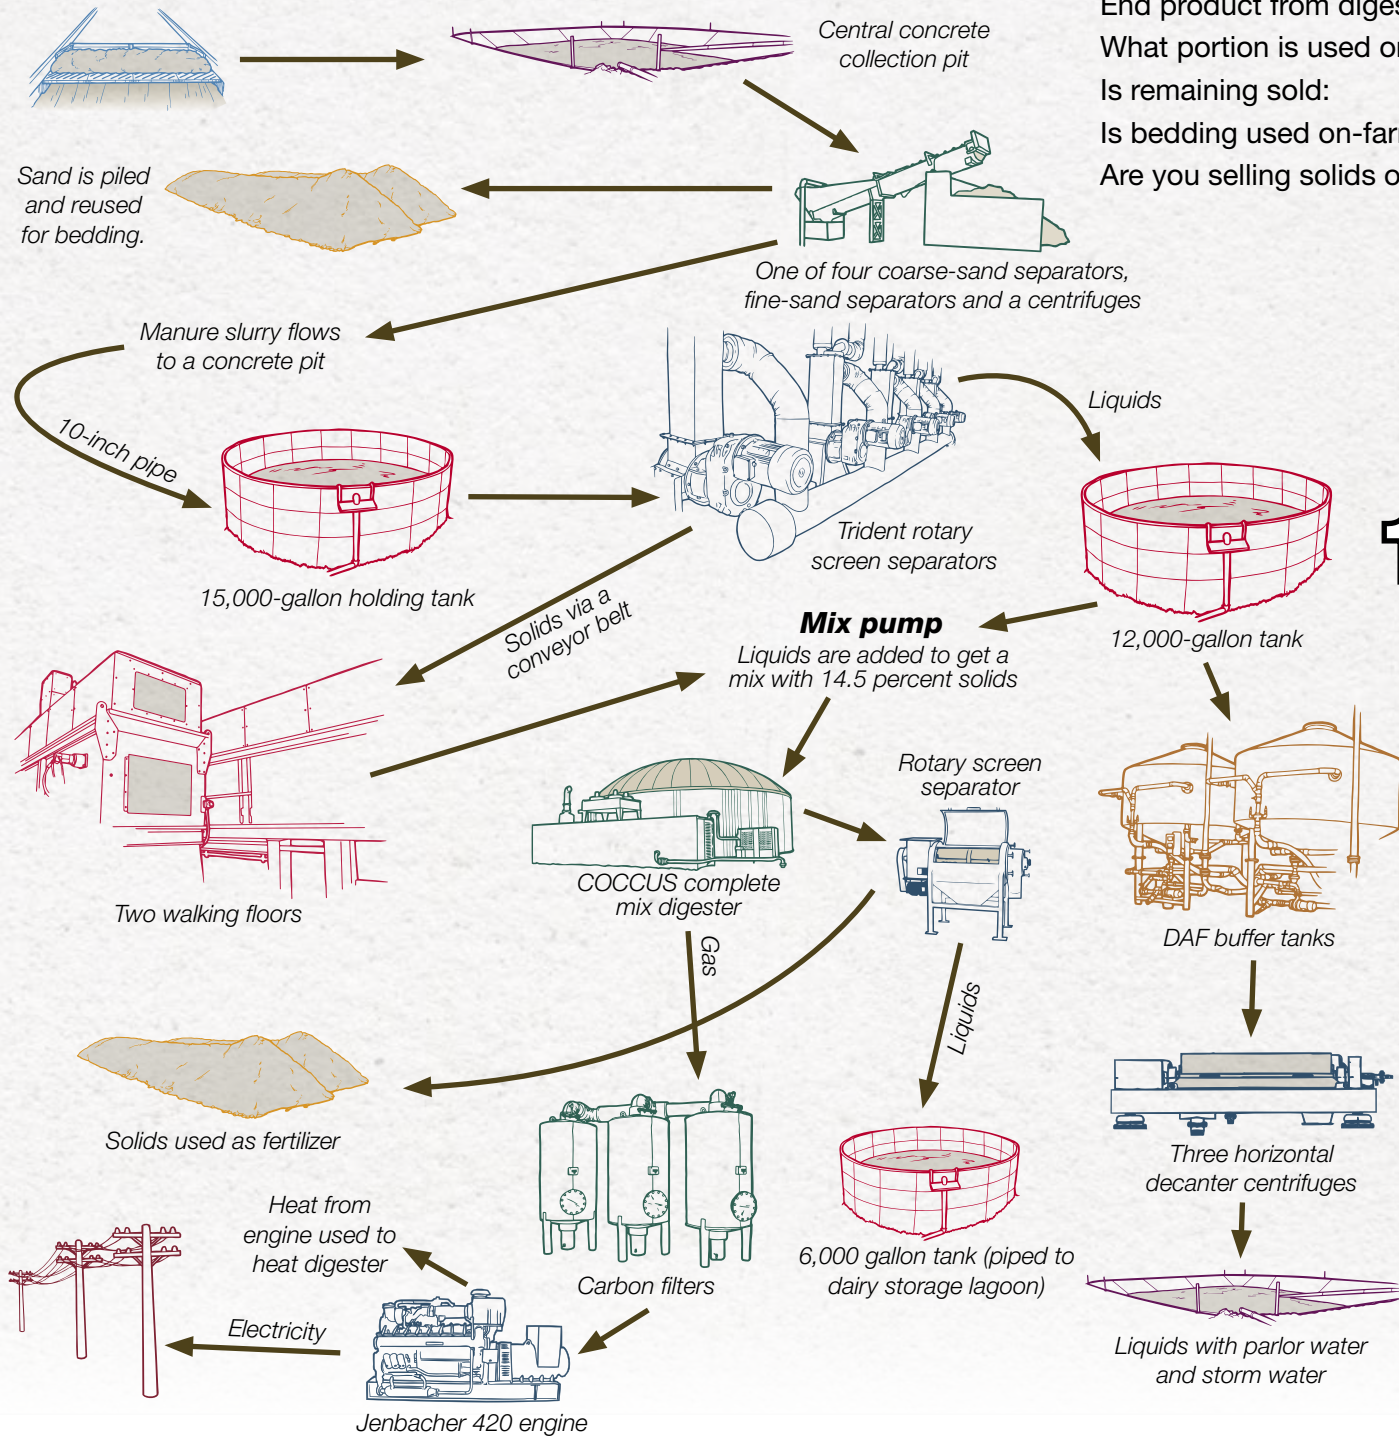 End product from
What portion is used
Is remaining sold:
Is bedding used
Are you selling solids
Central concrete
collection pit
Sand is piled
and reused
for bedding.
One of four coarse-sand separators,
fine-sand separators and a centrifuges
Manure slurry flows
to a concrete pit
10-inch pipe
Liquids
Trident rotary
screen separators
15,000-gallon holding tank
Solids via a
conveyor belt
Mix pump
Liquids are added to get a
mix with 14.5 percent solids
12,000-gallon tank
Rotary screen
separator
COCCUS complete
mix digester
Two walking floors
DAF buffer tanks
Gas
Liquids
Solids used as fertilizer
Three horizontal
decanter centrifuges
Heat from
engine used to
heat digester
Carbon filters
6,000 gallon tank (piped to
dairy storage lagoon)
Electricity
Liquids with parlor water
and storm water
Jenbacher 420 engine